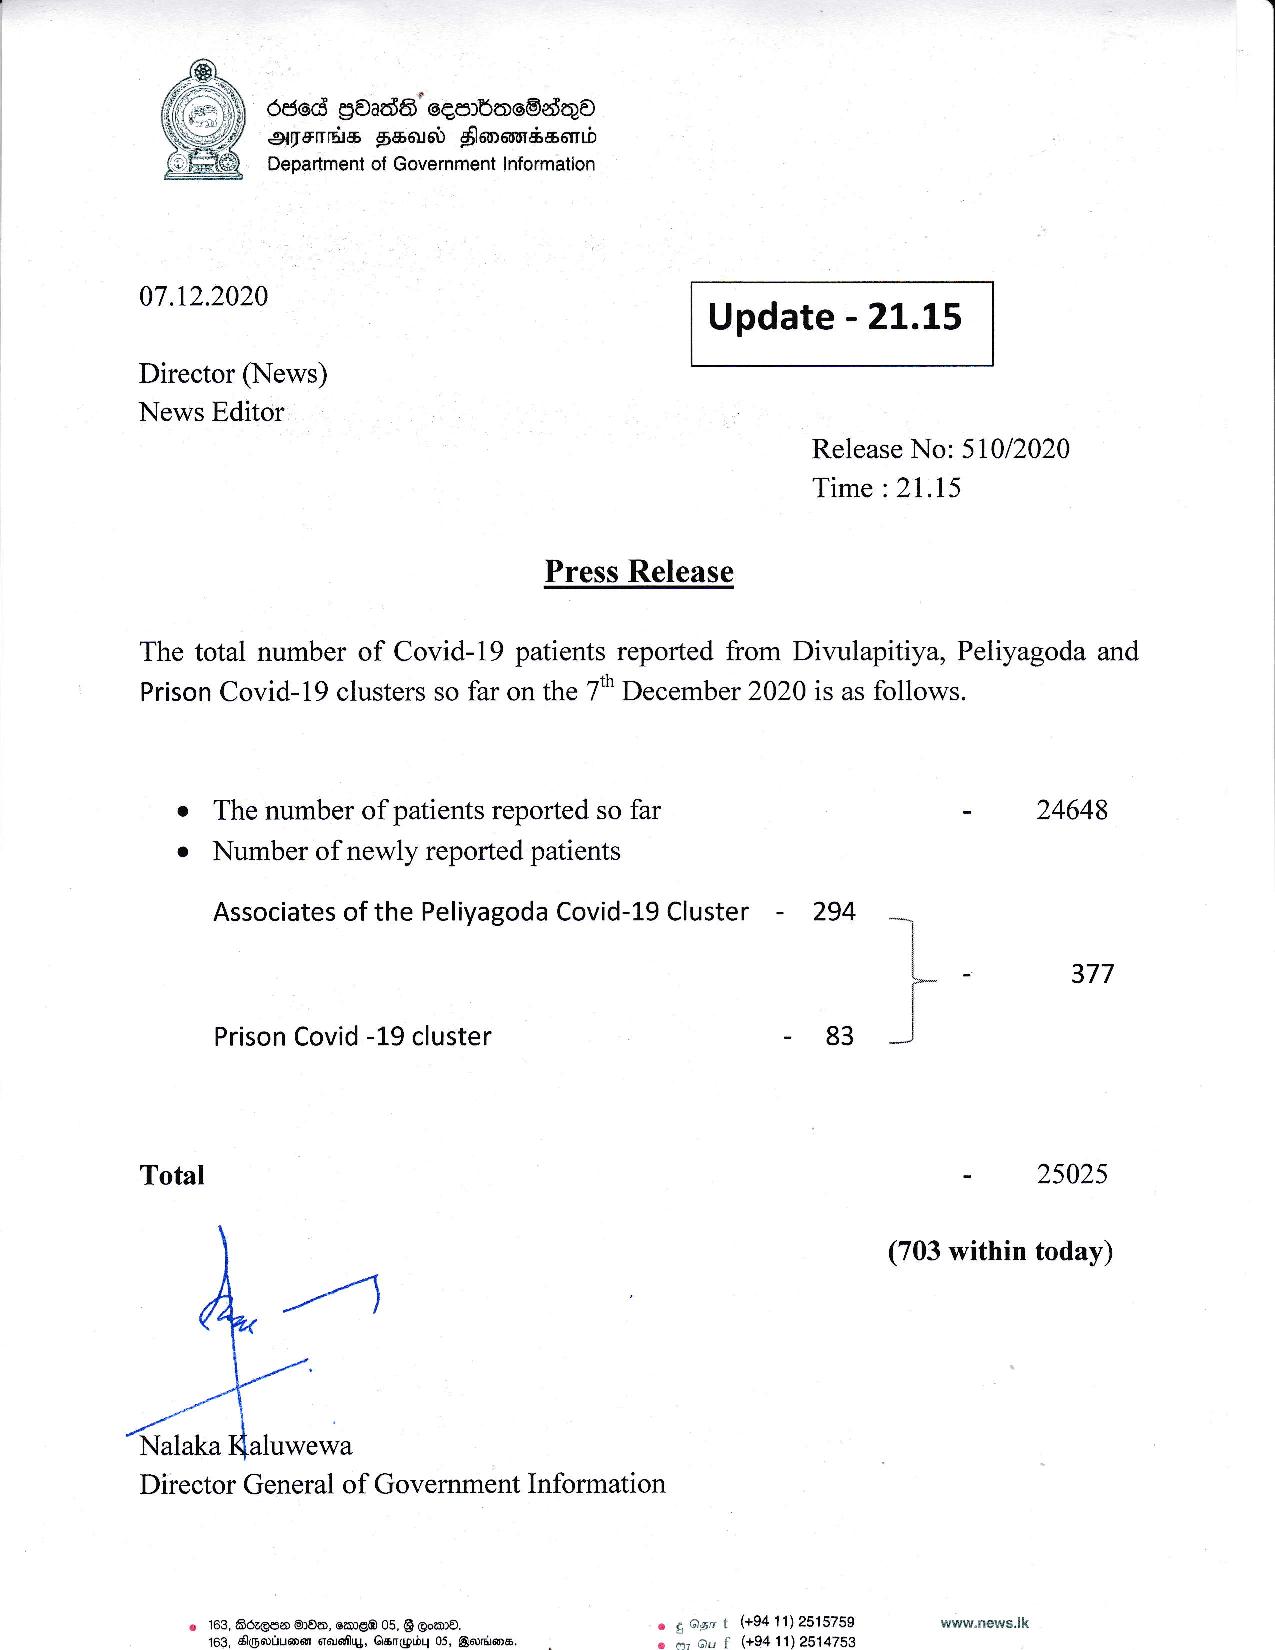 රජයේ ප්‍රවෘත්ති දෙපාර්තමේන්තුව
அரசாங்க தகவல் திணைக்களம்
Department of Government Information
07.12.2020
Update - 21.15
Director (News)
News Editor
Release No: 510/2020
Time : 21.15
Press Release
The total number of Covid-19 patients reported from Divulapitiya, Peliyagoda and
Prison Covid-19 clusters so far on the 7th December 2020 is as follows.
• The number of patients reported so far - 24648
• Number of newly reported patients
Associates of the Peliyagoda Covid-19 Cluster - 294
- 377
Prison Covid -19 cluster - 83
Total - 25025
(703 within today)
Nalaka Kaluwewa
Director General of Government Information
163, කිරුලපන මාවත, කොළඹ 05, ශ්‍රී ලංකාව. (+94 11) 2515759 www.news.lk
163, கிருலப்பனை எவனியு, கொழும்பு 05, இலங்கை. (+94 11) 2514753